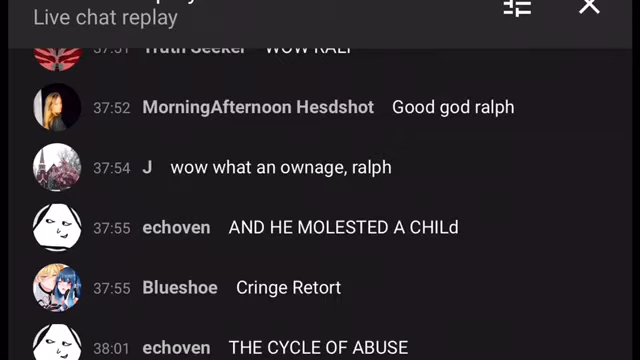 Live chat replay
37:51 Truth Seeker WOW RALP
37:52 MorningAfternoon Hesdshot Good god ralph
37:54 J wow what an ownage, ralph
37:55 echoven AND HE MOLESTED A CHILd
37:55 Blueshoe Cringe Retort
38:01 echoven THE CYCLE OF ABUSE